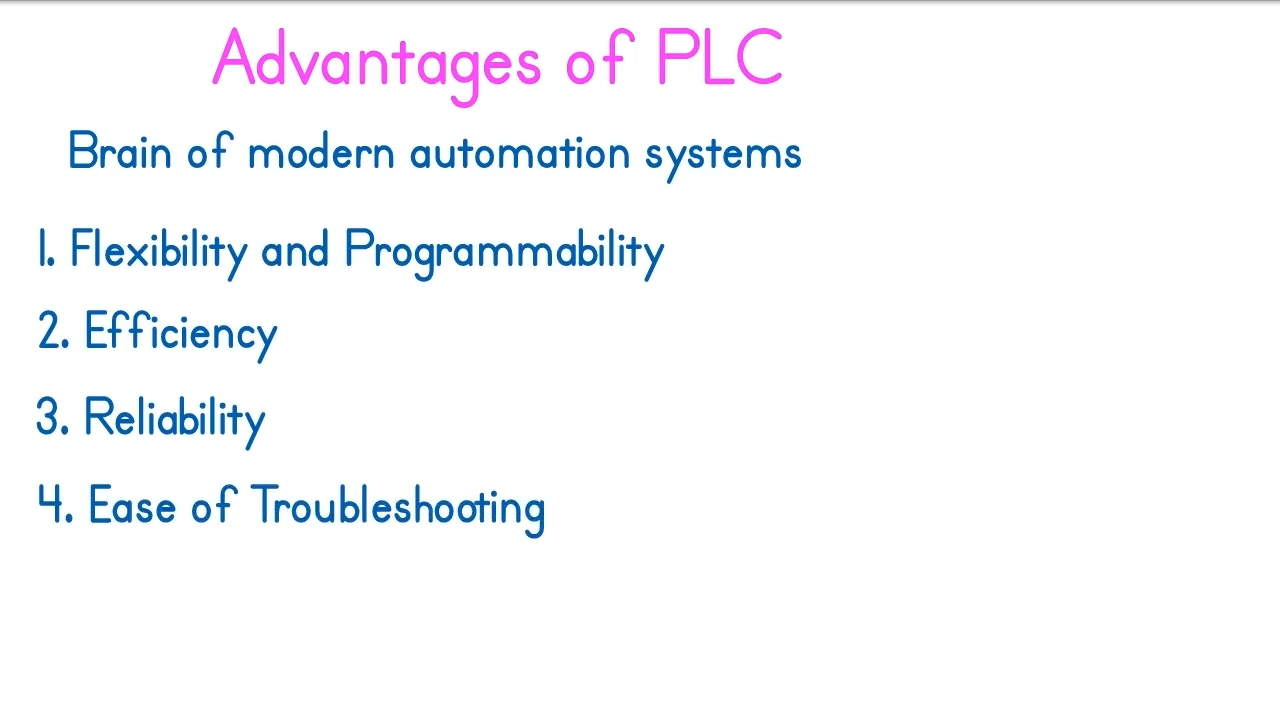 Advantages of PLC
Brain of modern automation systems
1. Flexibility and Programmability
2. Efficiency
3. Reliability
4. Ease of Troubleshooting